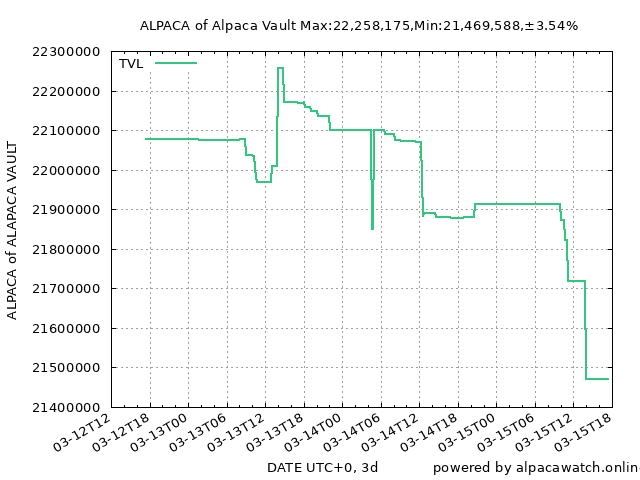 ALPACA of Alpaca Vault Max:22,258,175,Min:21,469,588,±3.54%
22300000
TVL
22200000
22100000
22000000
21900000
21800000
21700000
21600000
21500000
21400000
ALPACA of ALAPACA VAULT
03-12T12
03-12T18
03-13T00
03-13T06
03-13T12
03-13T18
03-14T00
03-14T06
03-14T12
03-14T18
03-15T00
03-15T06
03-15T12
03-15T18
DATE UTC+0, 3d
powered by alpacawatch.onlin